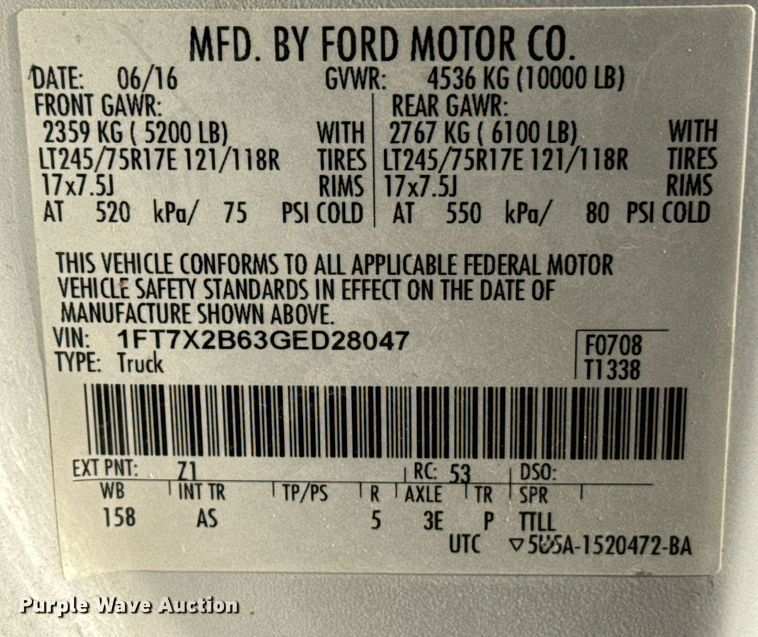 MFD. BY FORD MOTOR CO.
DATE: 06/16 GVWR: 4536 KG (10000 LB)
FRONT GAWR: REAR GAWR:
2359 KG ( 5200 LB) WITH 2767 KG ( 6100 LB) WITH
LT245/75R17E 121/118R TIRES LT245/75R17E 121/118R TIRES
17x7.5J RIMS 17x7.5J RIMS
AT 520 kPa/ 75 PSI COLD AT 550 kPa/ 80 PSI COLD
THIS VEHICLE CONFORMS TO ALL APPLICABLE FEDERAL MOTOR
VEHICLE SAFETY STANDARDS IN EFFECT ON THE DATE OF
MANUFACTURE SHOWN ABOVE.
VIN: 1FT7X2B63GED28047 F0708
TYPE: Truck T1338
EXT PNT: Z1 RC: 53 DSO:
WB INT TR TP/PS R AXLE TR SPR
158 AS 5 3E P TTLL
UTC -1520472-BA
Purple Wave Auction